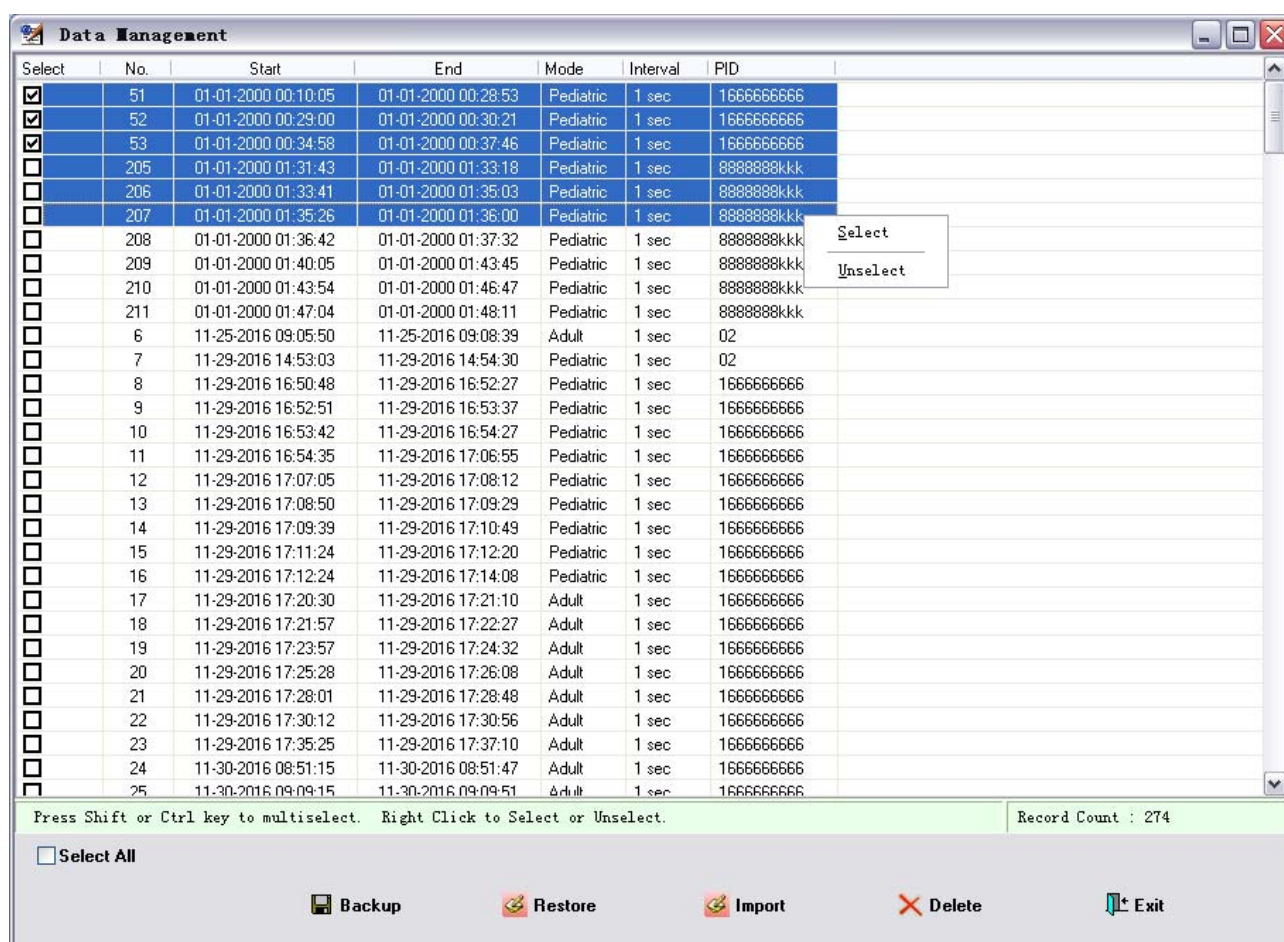 Data Management
Select No. Start End Mode Interval PID
51 01-01-2000 00:10:05 01-01-2000 00:28:53 Pediatric 1 sec 1666666666
52 01-01-2000 00:29:00 01-01-2000 00:30:21 Pediatric 1 sec 1666666666
53 01-01-2000 00:34:58 01-01-2000 00:37:46 Pediatric 1 sec 1666666666
205 01-01-2000 01:31:43 01-01-2000 01:33:18 Pediatric 1 sec 8888888kkk
206 01-01-2000 01:33:41 01-01-2000 01:35:03 Pediatric 1 sec 8888888kkk
207 01-01-2000 01:35:26 01-01-2000 01:36:00 Pediatric 1 sec 8888888kkk
208 01-01-2000 01:36:42 01-01-2000 01:37:32 Pediatric 1 sec 8888888kkk
Select
209 01-01-2000 01:40:05 01-01-2000 01:43:45 Pediatric 1 sec 8888888kkk
Unselect
210 01-01-2000 01:43:54 01-01-2000 01:46:47 Pediatric 1 sec 8888888kkk
211 01-01-2000 01:47:04 01-01-2000 01:48:11 Pediatric 1 sec 8888888kkk
6 11-25-2016 09:05:50 11-25-2016 09:08:39 Adult 1 sec 02
7 11-29-2016 14:53:03 11-29-2016 14:54:30 Pediatric 1 sec 02
8 11-29-2016 16:50:48 11-29-2016 16:52:27 Pediatric 1 sec 1666666666
9 11-29-2016 16:52:51 11-29-2016 16:53:37 Pediatric 1 sec 1666666666
10 11-29-2016 16:53:42 11-29-2016 16:54:27 Pediatric 1 sec 1666666666
11 11-29-2016 16:54:35 11-29-2016 17:06:55 Pediatric 1 sec 1666666666
12 11-29-2016 17:07:05 11-29-2016 17:08:12 Pediatric 1 sec 1666666666
13 11-29-2016 17:08:50 11-29-2016 17:09:29 Pediatric 1 sec 1666666666
14 11-29-2016 17:09:39 11-29-2016 17:10:49 Pediatric 1 sec 1666666666
15 11-29-2016 17:11:24 11-29-2016 17:12:20 Pediatric 1 sec 1666666666
16 11-29-2016 17:12:24 11-29-2016 17:14:08 Pediatric 1 sec 1666666666
17 11-29-2016 17:20:30 11-29-2016 17:21:10 Adult 1 sec 1666666666
18 11-29-2016 17:21:57 11-29-2016 17:22:27 Adult 1 sec 1666666666
19 11-29-2016 17:23:57 11-29-2016 17:24:32 Adult 1 sec 1666666666
20 11-29-2016 17:25:28 11-29-2016 17:26:08 Adult 1 sec 1666666666
21 11-29-2016 17:28:01 11-29-2016 17:28:48 Adult 1 sec 1666666666
22 11-29-2016 17:30:12 11-29-2016 17:30:56 Adult 1 sec 1666666666
23 11-29-2016 17:35:25 11-29-2016 17:37:10 Adult 1 sec 1666666666
24 11-30-2016 08:51:15 11-30-2016 08:51:47 Adult 1 sec 1666666666
25 11-30-2016 09:09:15 11-30-2016 09:09:51 Adult 1 sec 1666666666
Press Shift or Ctrl key to multiselect. Right Click to Select or Unselect. Record Count : 274
Select All
Backup Restore Import Delete Exit